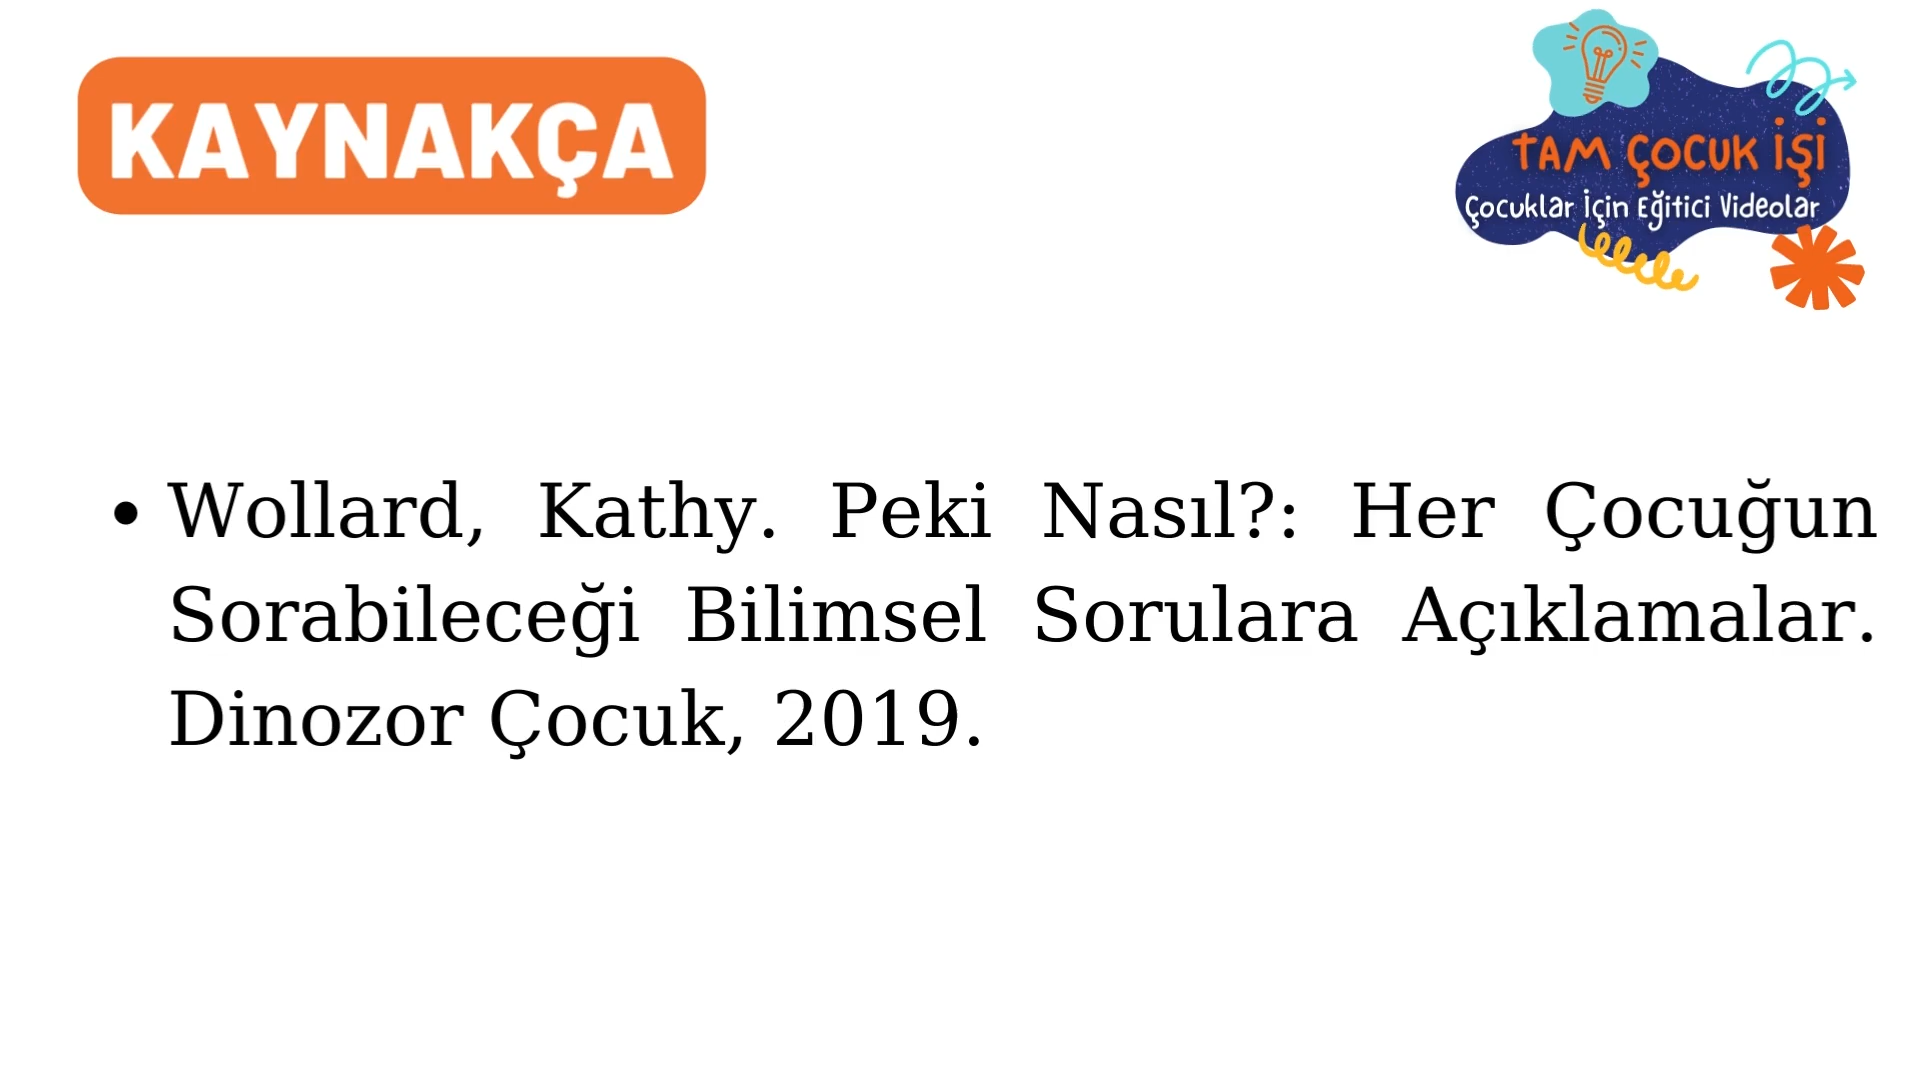 KAYNAKÇA
TAM ÇOCUK İŞİ
Çocuklar İçin Eğitici Videolar
• Wollard, Kathy. Peki Nasıl?: Her Çocuğun
Sorabileceği Bilimsel Sorulara Açıklamalar.
Dinozor Çocuk, 2019.